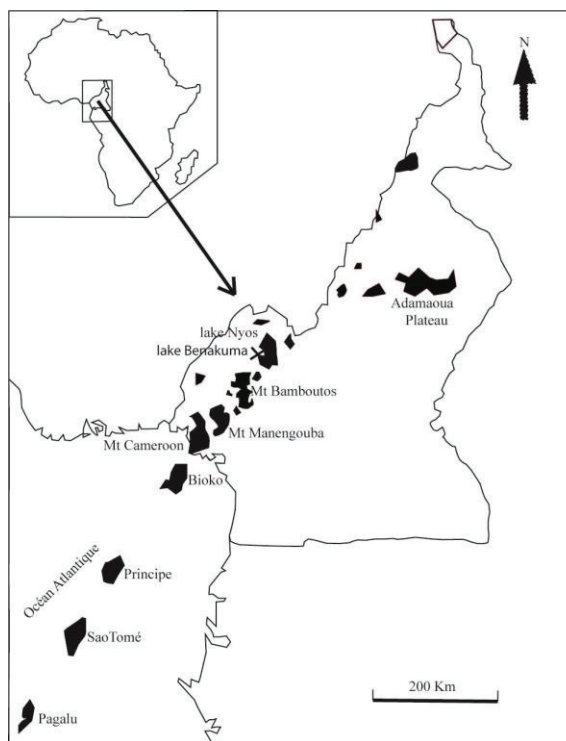 N
Adamaoua
Plateau
lake Nyos
lake Benakuma
Mt Bamboutos
Mt Manengouba
Mt Cameroon
Bioko
Océan Atlantique
Principe
SaoTomé
200 Km
Pagalu